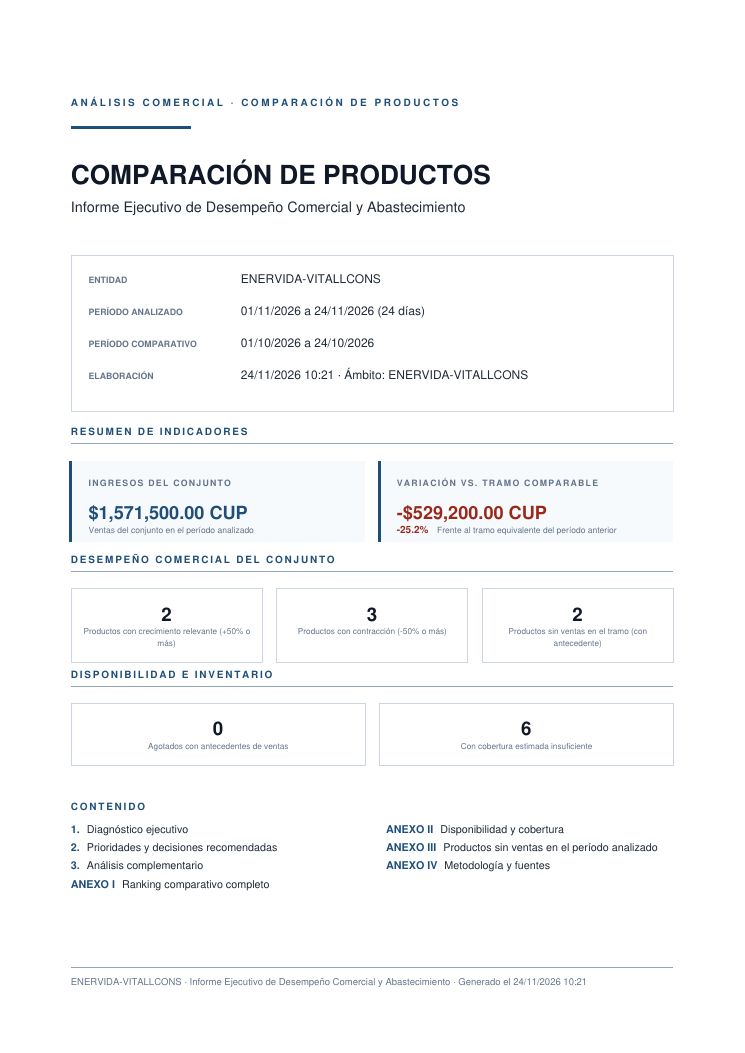 ANÁLISIS COMERCIAL · COMPARACIÓN DE PRODUCTOS
COMPARACIÓN DE PRODUCTOS
Informe Ejecutivo de Desempeño Comercial y Abastecimiento
ENTIDAD ENERVIDA-VITALLCONS
PERÍODO ANALIZADO 01/11/2026 a 24/11/2026 (24 días)
PERÍODO COMPARATIVO 01/10/2026 a 24/10/2026
ELABORACIÓN 24/11/2026 10:21 · Ámbito: ENERVIDA-VITALLCONS
RESUMEN DE INDICADORES
INGRESOS DEL CONJUNTO
$1,571,500.00 CUP
Ventas del conjunto en el período analizado
VARIACIÓN VS. TRAMO COMPARABLE
-$529,200.00 CUP
-25.2% Frente al tramo equivalente del período anterior
DESEMPEÑO COMERCIAL DEL CONJUNTO
2
Productos con crecimiento relevante (+50% o
más)
3
Productos con contracción (-50% o más)
2
Productos sin ventas en el tramo (con
antecedente)
DISPONIBILIDAD E INVENTARIO
0
Agotados con antecedentes de ventas
6
Con cobertura estimada insuficiente
CONTENIDO
1. Diagnóstico ejecutivo
2. Prioridades y decisiones recomendadas
3. Análisis complementario
ANEXO I Ranking comparativo completo
ANEXO II Disponibilidad y cobertura
ANEXO III Productos sin ventas en el período analizado
ANEXO IV Metodología y fuentes
ENERVIDA-VITALLCONS · Informe Ejecutivo de Desempeño Comercial y Abastecimiento · Generado el 24/11/2026 10:21